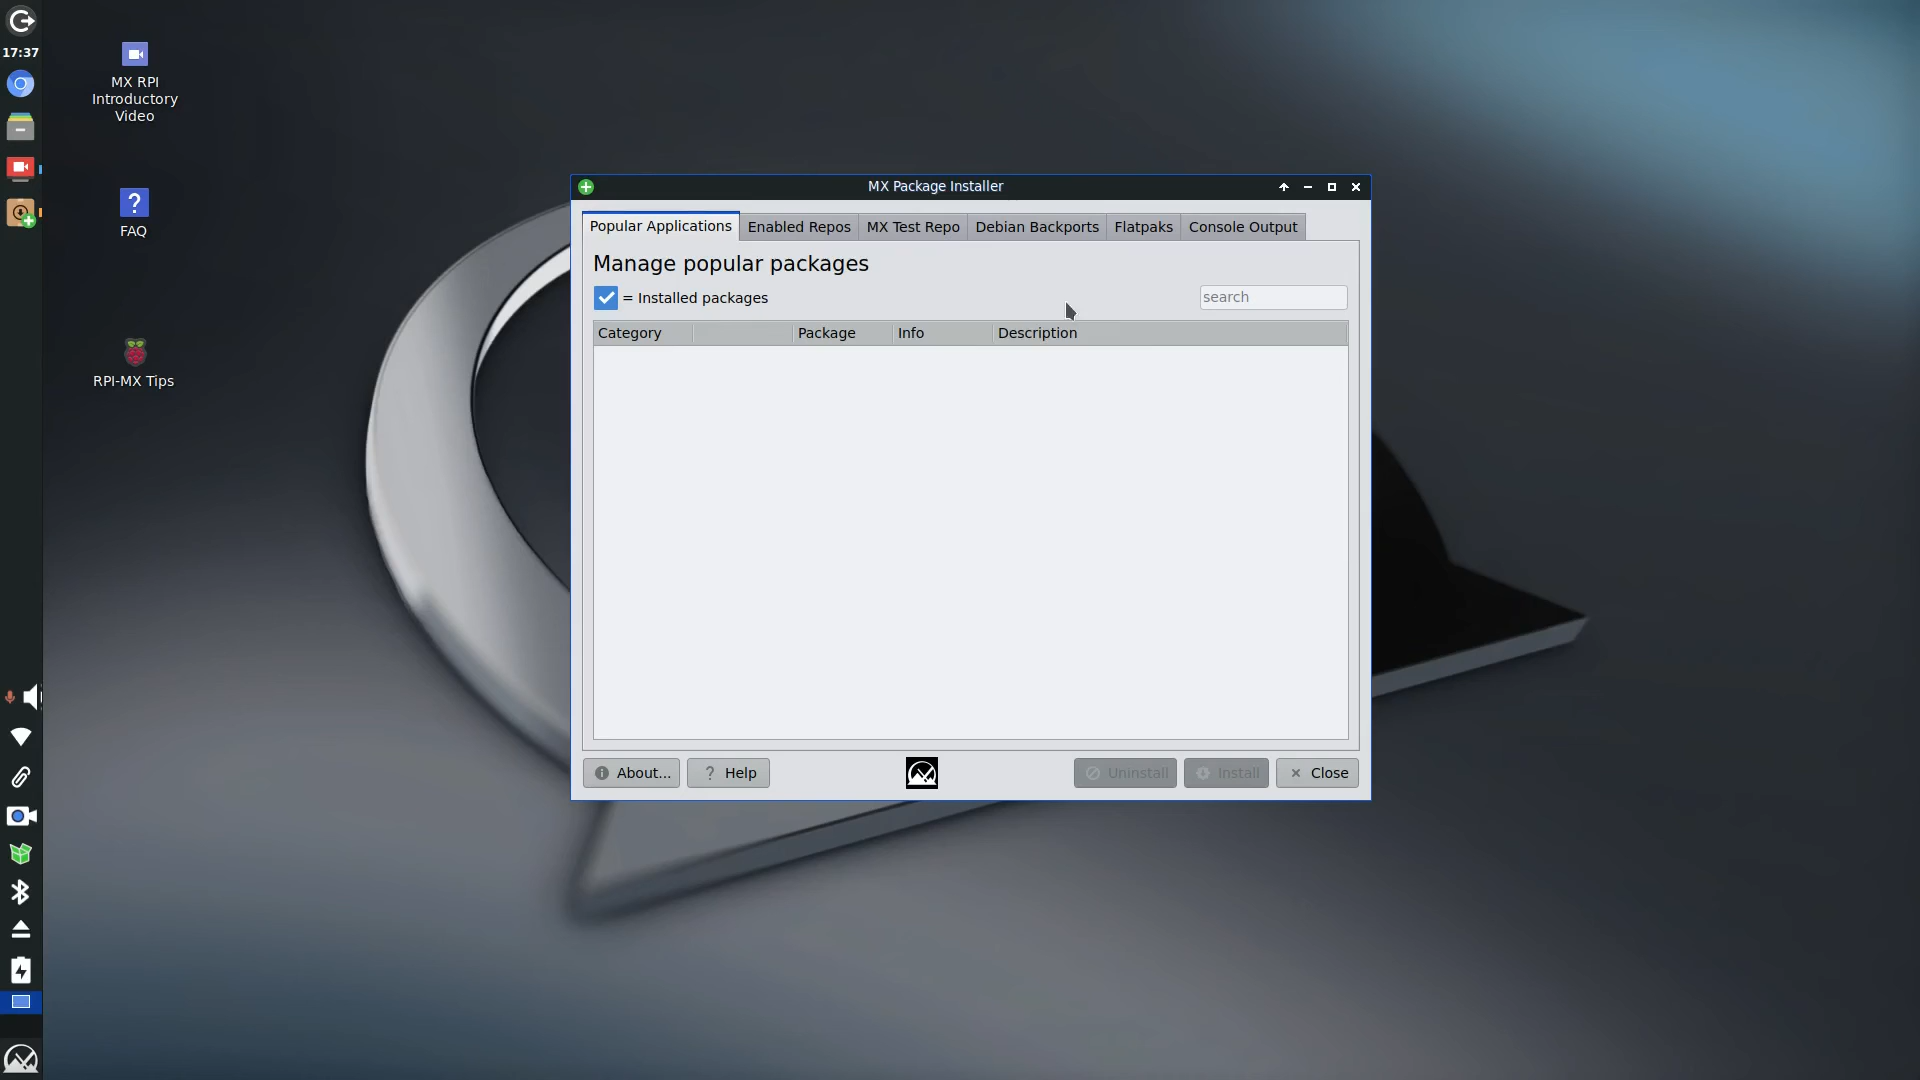 17:37
MX RPI
Introductory
Video
FAQ
RPI-MX Tips
MX Package Installer
Popular Applications
Enabled Repos
MX Test Repo
Debian Backports
Flatpaks
Console Output
Manage popular packages
= Installed packages
search
Category
Package
Info
Description
About...
Help
Uninstall
Install
Close